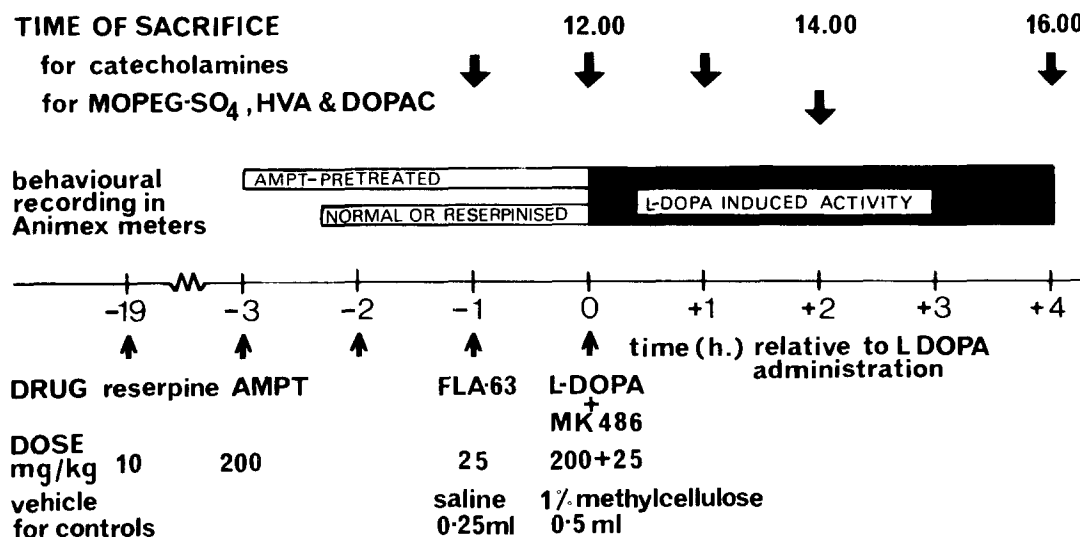 TIME OF SACRIFICE 12.00 14.00 16.00
for catecholamines
for MOPEG-SO4, HVA & DOPAC
behavioural
recording in
Animex meters
AMPT-PRETREATED
NORMAL OR RESERPINISED
L-DOPA INDUCED ACTIVITY
-19 -3 -2 -1 0 +1 +2 +3 +4
time (h.) relative to L DOPA
administration
DRUG reserpine AMPT FLA·63 L-DOPA
+
MK 486
DOSE
mg/kg 10 200 25 200+25
vehicle saline 1% methylcellulose
for controls 0·25ml 0·5 ml